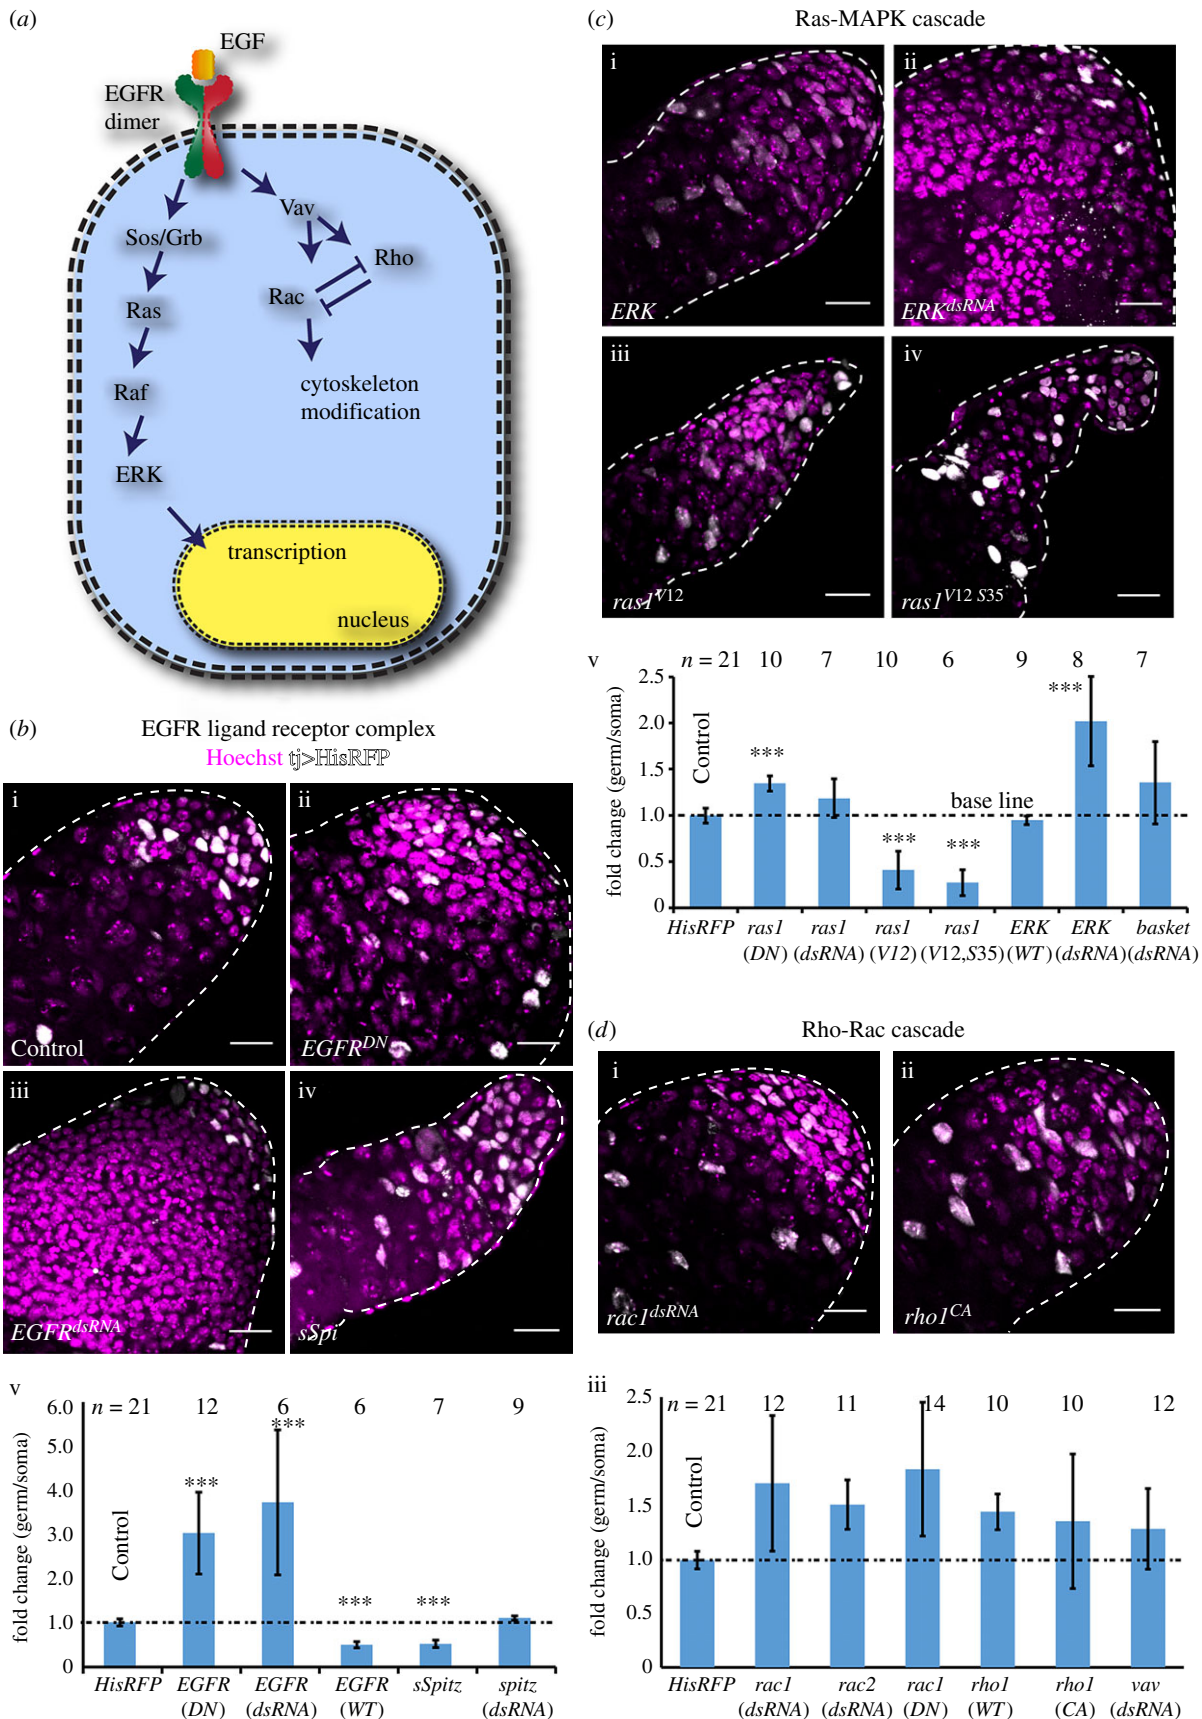 (a)
EGF
EGFR
dimer
Vav
Sos/Grb
Rho
Rac
Ras
cytoskeleton
modification
Raf
ERK
transcription
nucleus
(b) EGFR ligand receptor complex
Hoechst tj>HisRFP
i
Control
ii
EGFR^DN
iii
EGFR^dsRNA
iv
sSpi
v
n = 21 12 6 6 7 9
6.0
5.0
4.0
3.0
2.0
1.0
0
fold change (germ/soma)
Control
*** *** *** ***
HisRFP EGFR EGFR EGFR sSpitz spitz
(DN) (dsRNA) (WT) (dsRNA)
(c) Ras-MAPK cascade
i
ERK
ii
ERK^dsRNA
iii
ras1^V12
iv
ras1^V12 S35
v
n = 21 10 7 10 6 9 8 7
2.5
2.0
1.5
1.0
0.5
0
fold change (germ/soma)
Control
*** *** *** ***
base line
HisRFP ras1 ras1 ras1 ras1 ERK ERK basket
(DN) (dsRNA) (V12) (V12,S35) (WT) (dsRNA) (dsRNA)
(d) Rho-Rac cascade
i
rac1^dsRNA
ii
rho1^CA
iii
n = 21 12 11 14 10 10 12
2.5
2.0
1.5
1.0
0.5
0
fold change (germ/soma)
Control
HisRFP rac1 rac2 rac1 rho1 rho1 vav
(dsRNA) (dsRNA) (DN) (WT) (CA) (dsRNA)